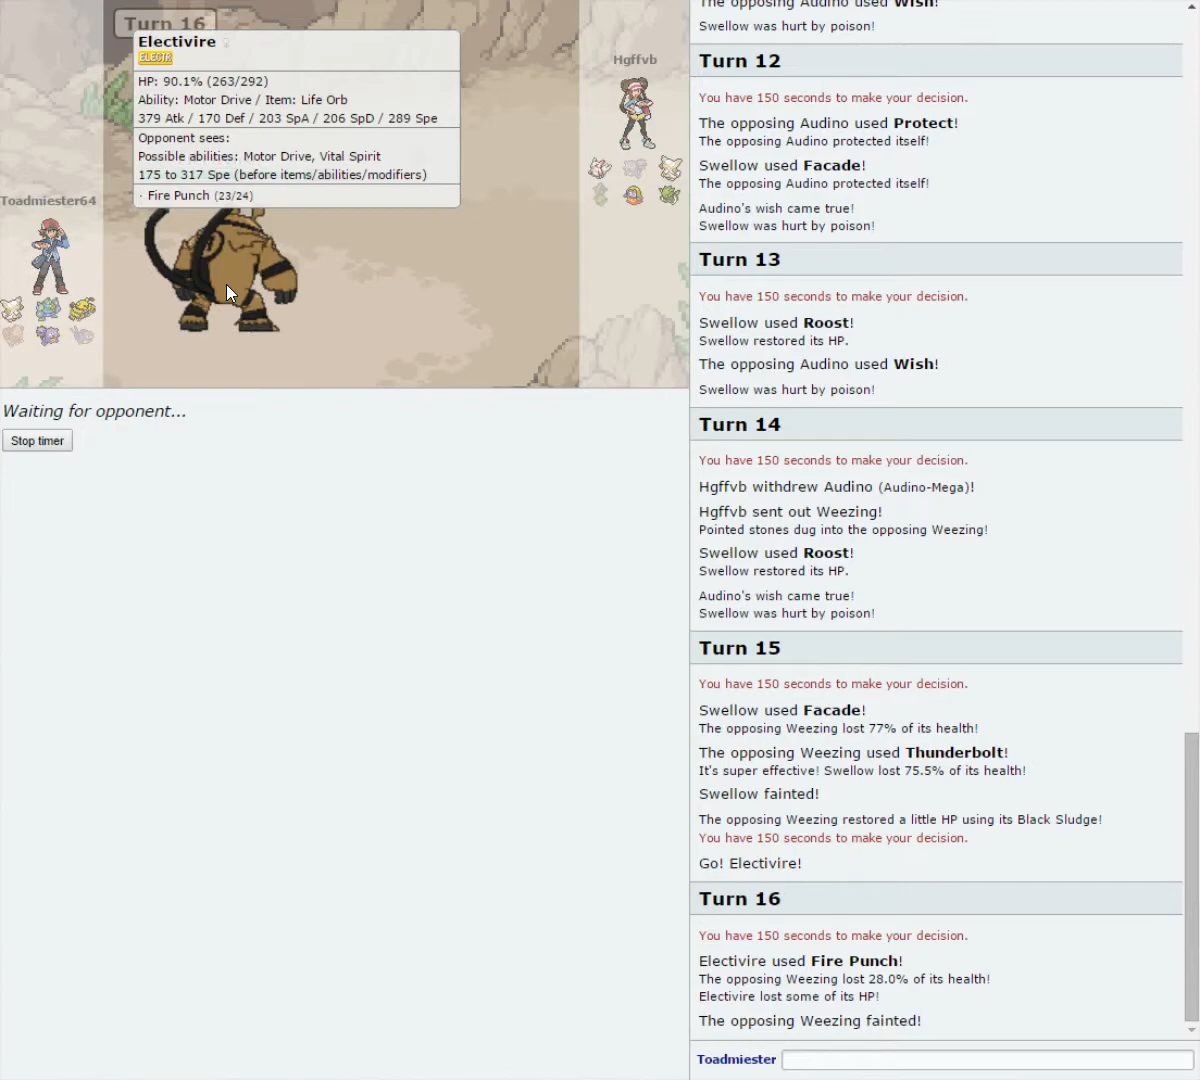 Turn 16
Electivire ♀
ELECTR
HP: 90.1% (263/292)
Ability: Motor Drive / Item: Life Orb
379 Atk / 170 Def / 203 SpA / 206 SpD / 289 Spe
Opponent sees:
Possible abilities: Motor Drive, Vital Spirit
175 to 317 Spe (before items/abilities/modifiers)
· Fire Punch (23/24)
Toadmiester64
Hgffvb
Waiting for opponent...
Stop timer
The opposing Audino used Wish!
Swellow was hurt by poison!
Turn 12
You have 150 seconds to make your decision.
The opposing Audino used Protect!
The opposing Audino protected itself!
Swellow used Facade!
The opposing Audino protected itself!
Audino's wish came true!
Swellow was hurt by poison!
Turn 13
You have 150 seconds to make your decision.
Swellow used Roost!
Swellow restored its HP.
The opposing Audino used Wish!
Swellow was hurt by poison!
Turn 14
You have 150 seconds to make your decision.
Hgffvb withdrew Audino (Audino-Mega)!
Hgffvb sent out Weezing!
Pointed stones dug into the opposing Weezing!
Swellow used Roost!
Swellow restored its HP.
Audino's wish came true!
Swellow was hurt by poison!
Turn 15
You have 150 seconds to make your decision.
Swellow used Facade!
The opposing Weezing lost 77% of its health!
The opposing Weezing used Thunderbolt!
It's super effective! Swellow lost 75.5% of its health!
Swellow fainted!
The opposing Weezing restored a little HP using its Black Sludge!
You have 150 seconds to make your decision.
Go! Electivire!
Turn 16
You have 150 seconds to make your decision.
Electivire used Fire Punch!
The opposing Weezing lost 28.0% of its health!
Electivire lost some of its HP!
The opposing Weezing fainted!
Toadmiester